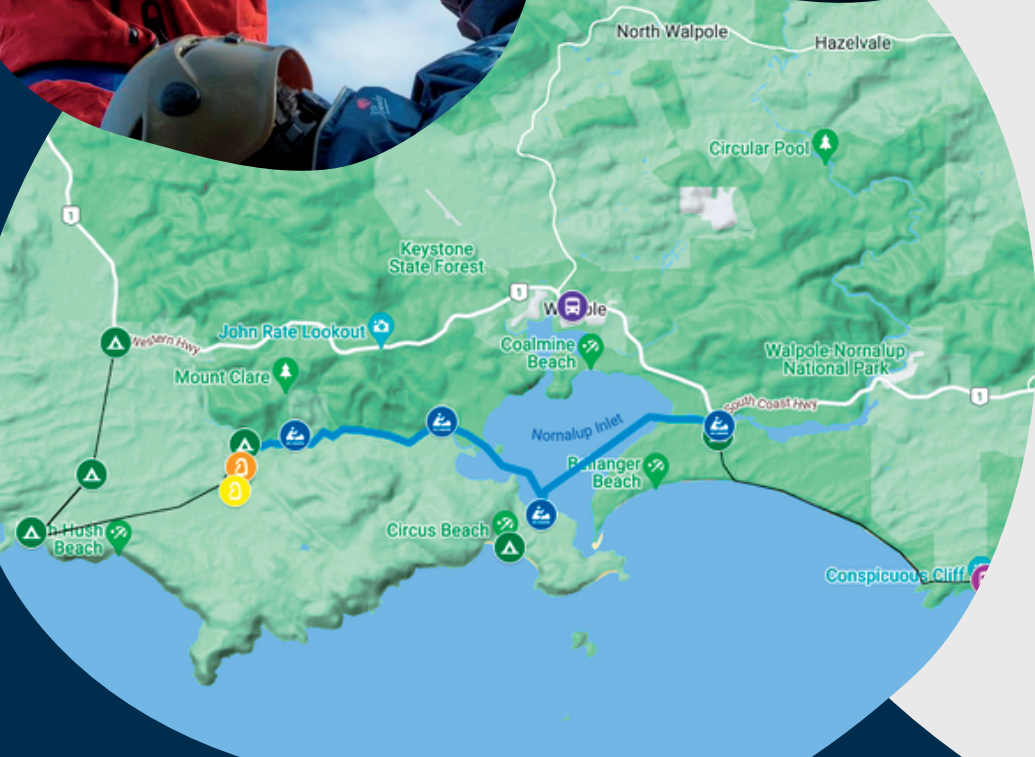 North Walpole
Hazelvale
Circular Pool
1
Keystone
State Forest
1
Western Hwy
John Rate Lookout
Coalmine
Beach
Mount Clare
Walpole-Nornalup
National Park
1
South Coast Hwy
Nornalup Inlet
Beach
Circus Beach
h Hush
Beach
Conspicuous Cliff